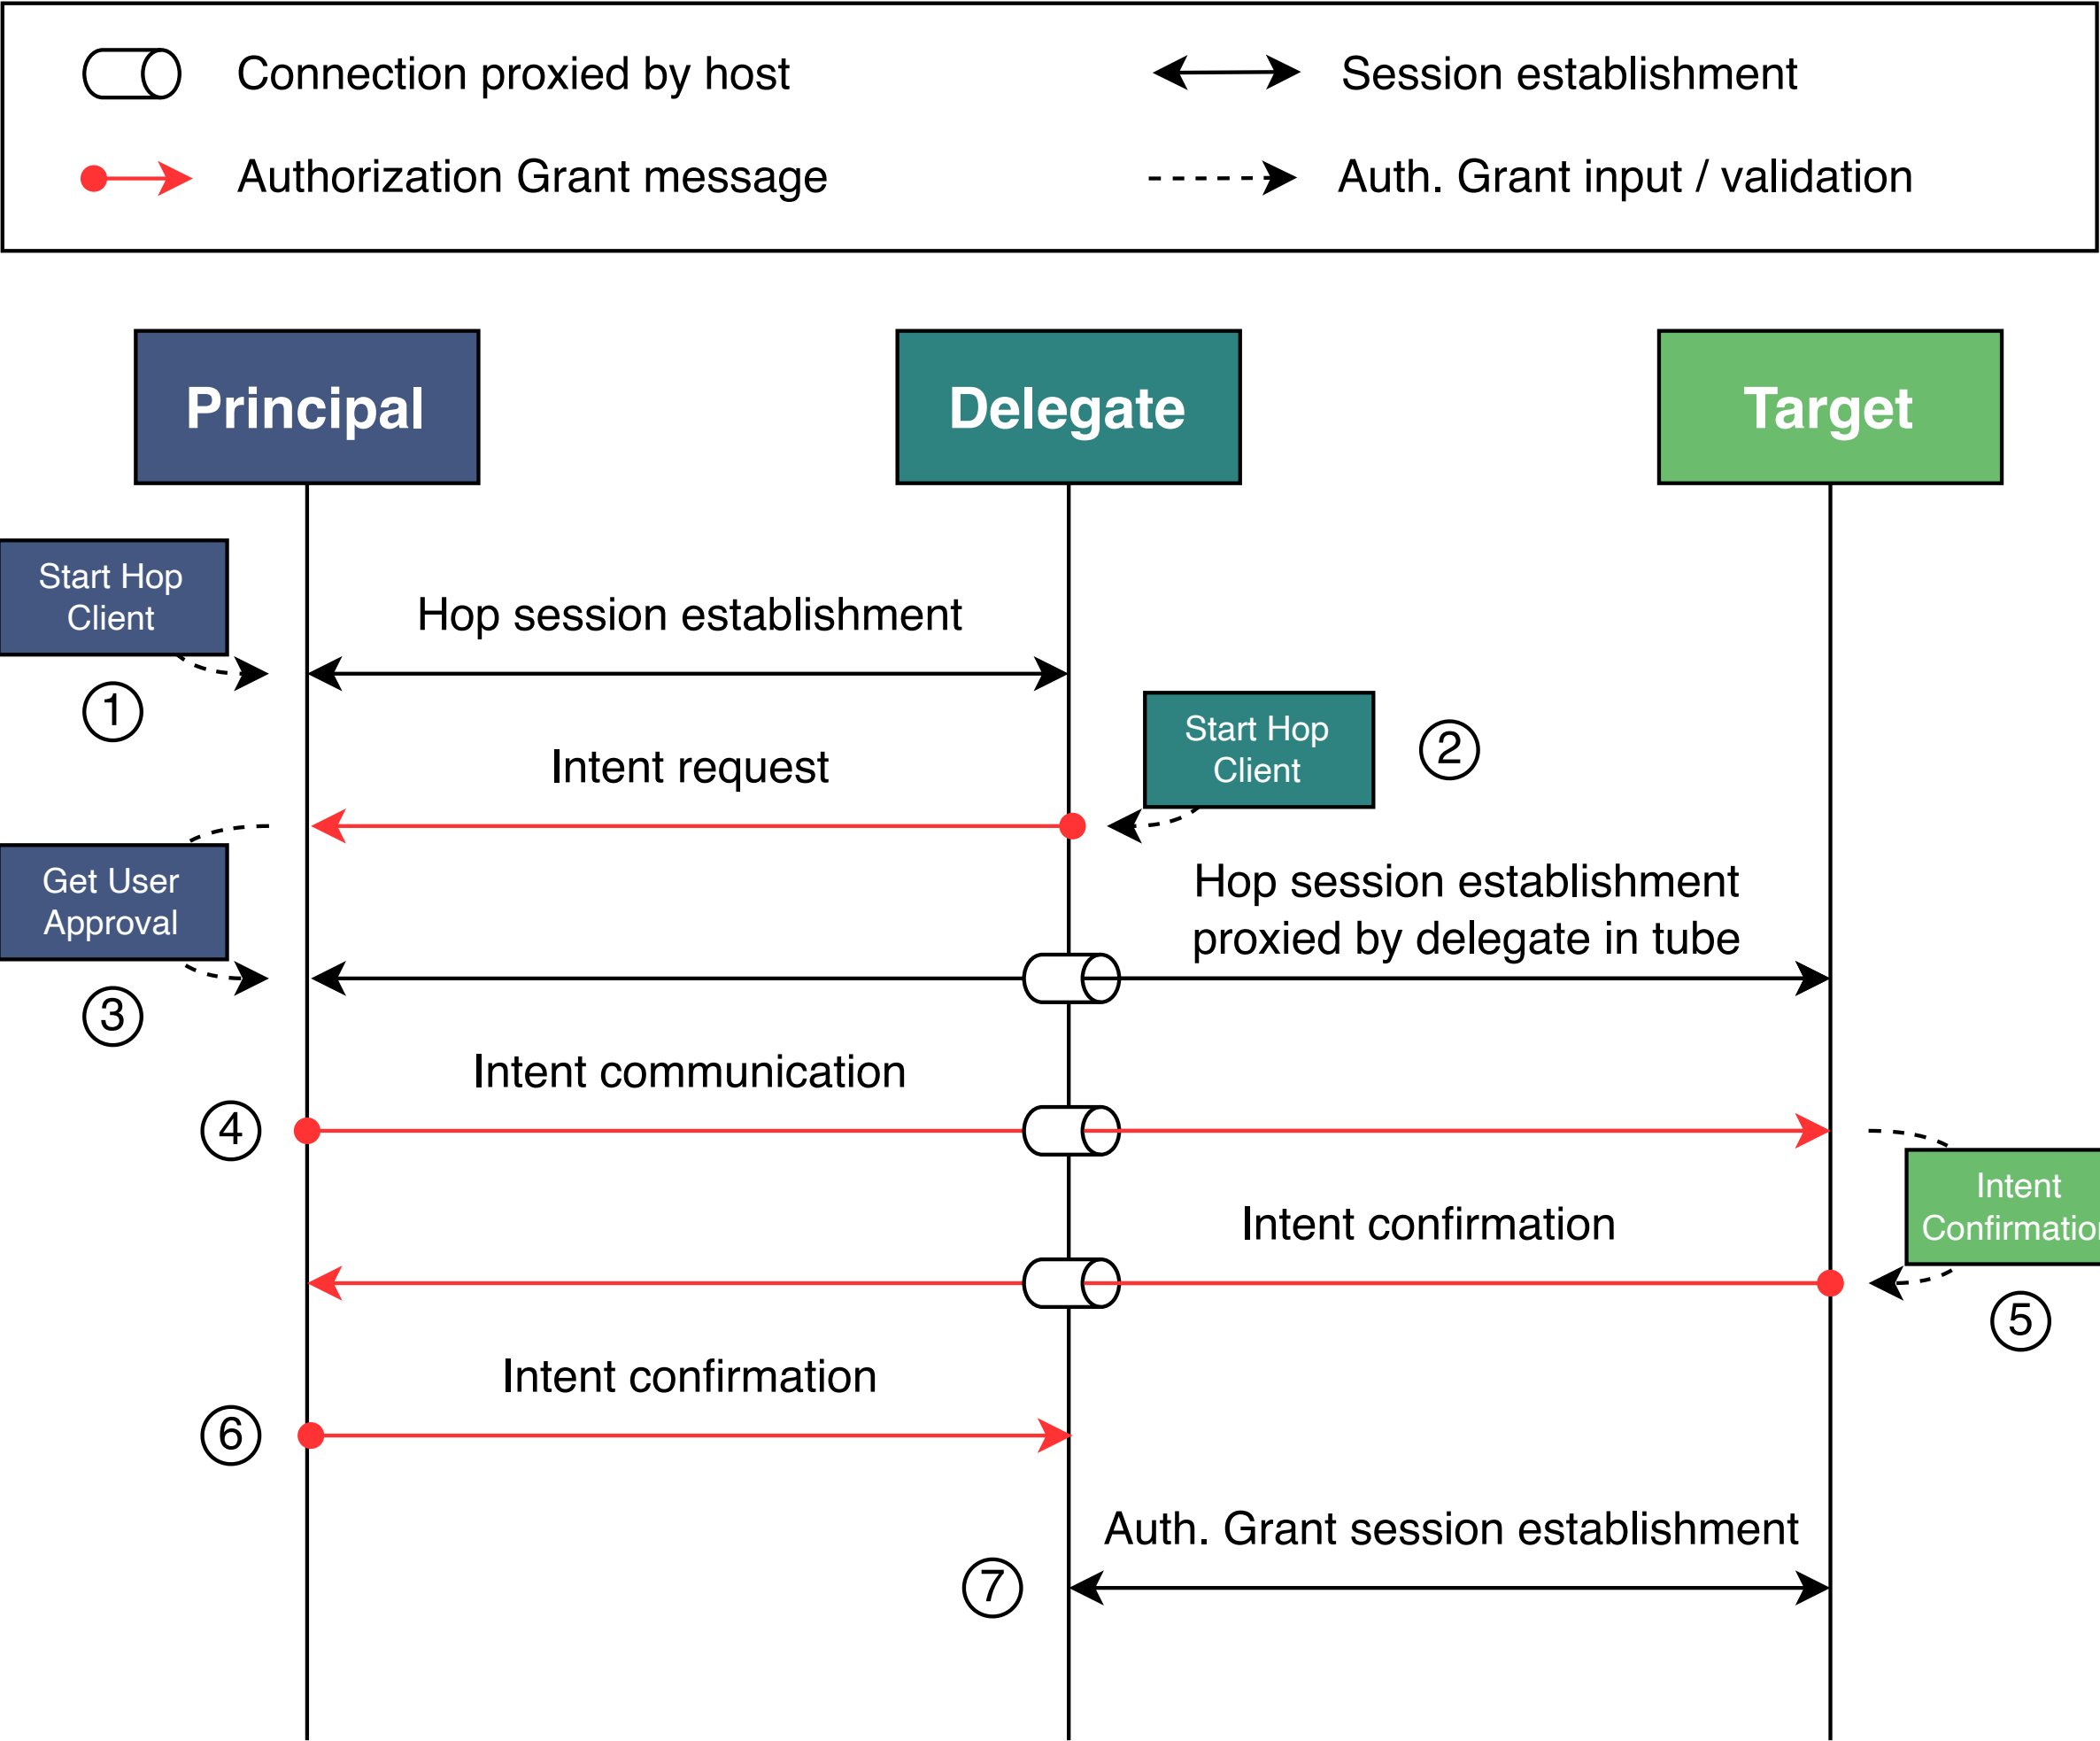 Connection proxied by host
Session establishment
Authorization Grant message
Auth. Grant input / validation
Principal
Delegate
Target
Start Hop
Client
Hop session establishment
1
Start Hop
Client
2
Intent request
Get User
Approval
Hop session establishment
proxied by delegate in tube
3
Intent communication
4
Intent
Confirmation
Intent confirmation
5
Intent confirmation
6
Auth. Grant session establishment
7